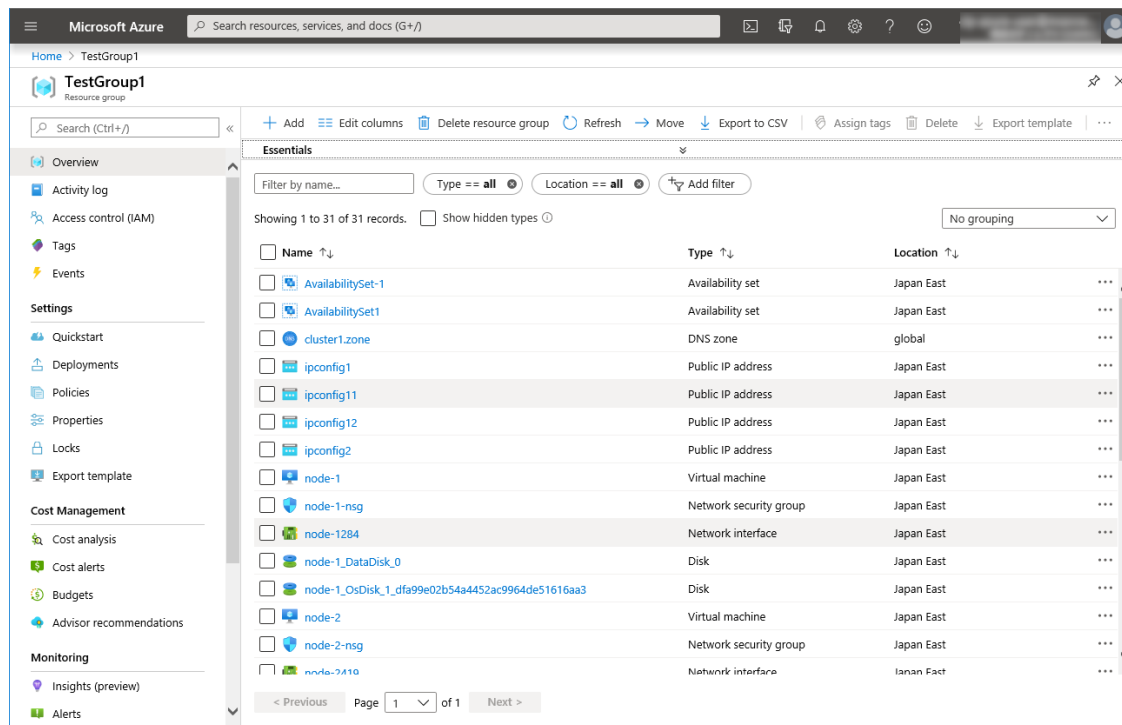 Microsoft Azure
Search resources, services, and docs (G+/)
Home > TestGroup1
TestGroup1
Resource group
Search (Ctrl+/)
«
Overview
Activity log
Access control (IAM)
Tags
Events
Settings
Quickstart
Deployments
Policies
Properties
Locks
Export template
Cost Management
Cost analysis
Cost alerts
Budgets
Advisor recommendations
Monitoring
Insights (preview)
Alerts
Add Edit columns Delete resource group Refresh Move Export to CSV Assign tags Delete Export template ...
Essentials
Filter by name... Type == all Location == all Add filter
Showing 1 to 31 of 31 records. Show hidden types No grouping
Name Type Location
AvailabilitySet-1 Availability set Japan East ...
AvailabilitySet1 Availability set Japan East ...
cluster1.zone DNS zone global ...
ipconfig1 Public IP address Japan East ...
ipconfig11 Public IP address Japan East ...
ipconfig12 Public IP address Japan East ...
ipconfig2 Public IP address Japan East ...
node-1 Virtual machine Japan East ...
node-1-nsg Network security group Japan East ...
node-1284 Network interface Japan East ...
node-1_DataDisk_0 Disk Japan East ...
node-1_OsDisk_1_dfa99e02b54a4452ac9964de51616aa3 Disk Japan East ...
node-2 Virtual machine Japan East ...
node-2-nsg Network security group Japan East ...
node-2419 Network interface Japan East ...
< Previous Page 1 of 1 Next >